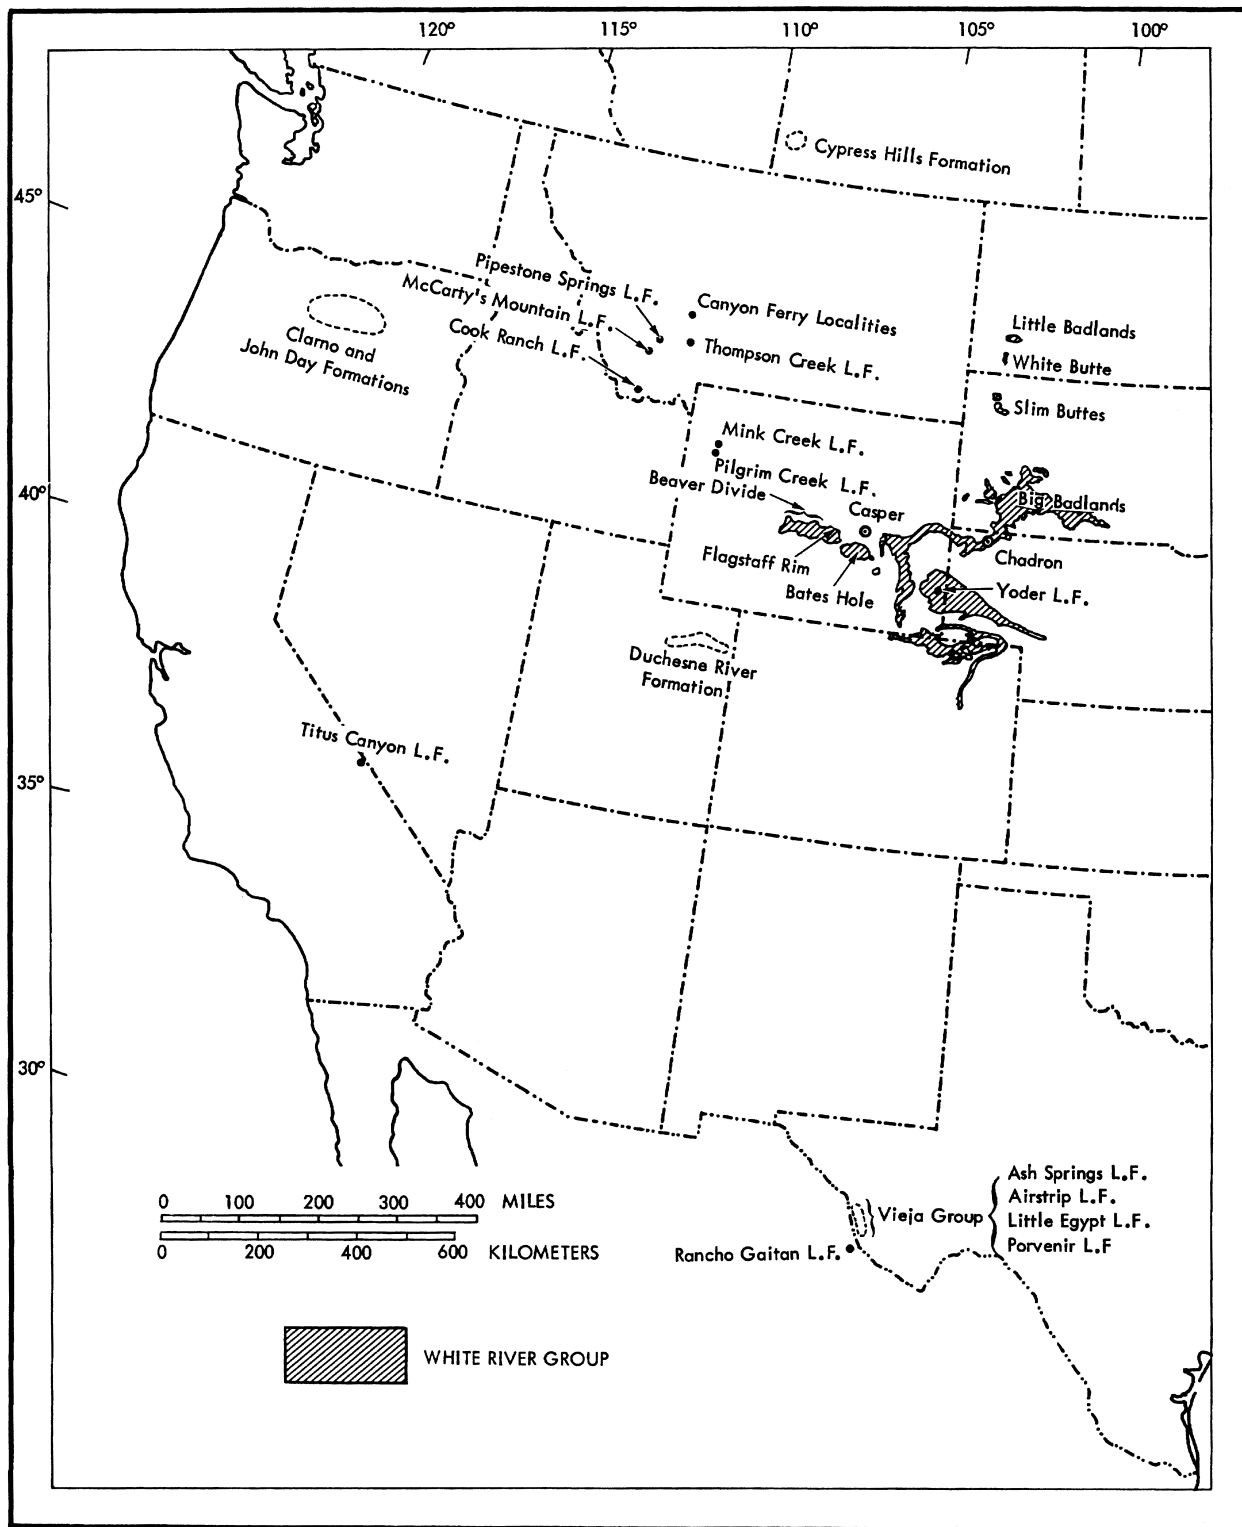 120° 115° 110° 105° 100°
Cypress Hills Formation
45°
Pipestone Springs L.F.
McCarty's Mountain L.F.
Cook Ranch L.F.
Canyon Ferry Localities
Thompson Creek L.F.
Clarno and
John Day Formations
Little Badlands
White Butte
Slim Buttes
Mink Creek L.F.
Pilgrim Creek L.F.
Beaver Divide
Casper
Big Badlands
40°
Flagstaff Rim
Bates Hole
Chadron
Yoder L.F.
Duchesne River
Formation
Titus Canyon L.F.
35°
30°
0 100 200 300 400 MILES
0 200 400 600 KILOMETERS
Ash Springs L.F.
Airstrip L.F.
Little Egypt L.F.
Porvenir L.F
Vieja Group
Rancho Gaitan L.F.
WHITE RIVER GROUP